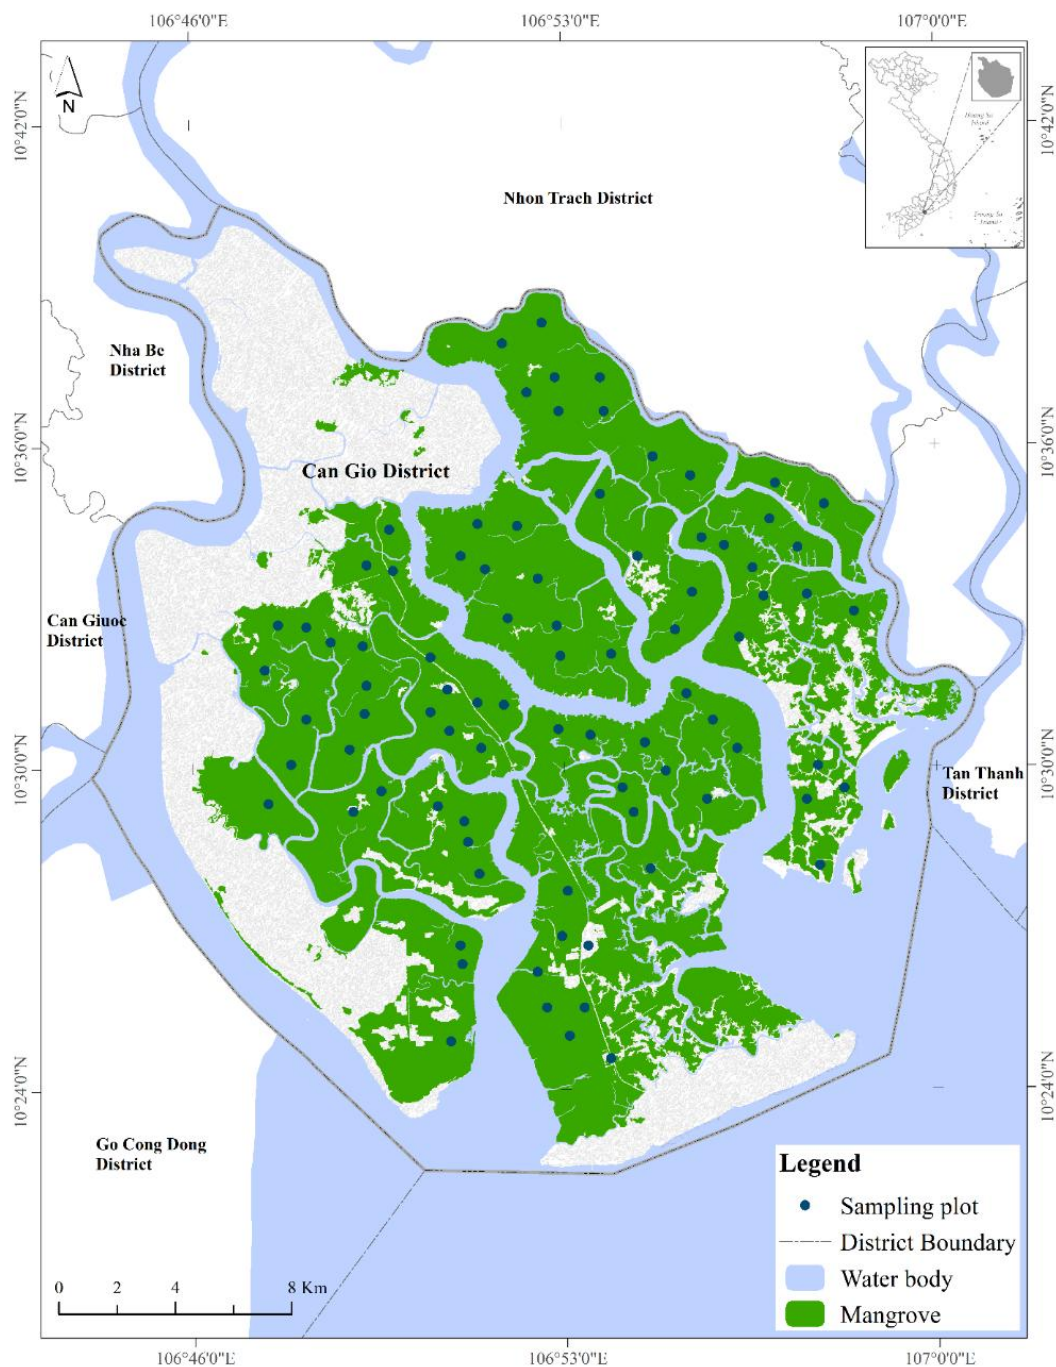 106°46'0"E
106°53'0"E
107°0'0"E
N
10°42'0"N
10°42'0"N
Nhon Trach District
Nha Be
District
10°36'0"N
10°36'0"N
Can Gio District
Can Giuoc
District
10°30'0"N
10°30'0"N
Tan Thanh
District
10°24'0"N
10°24'0"N
Go Cong Dong
District
Legend
Sampling plot
District Boundary
Water body
Mangrove
0 2 4 8 Km
106°46'0"E
106°53'0"E
107°0'0"E